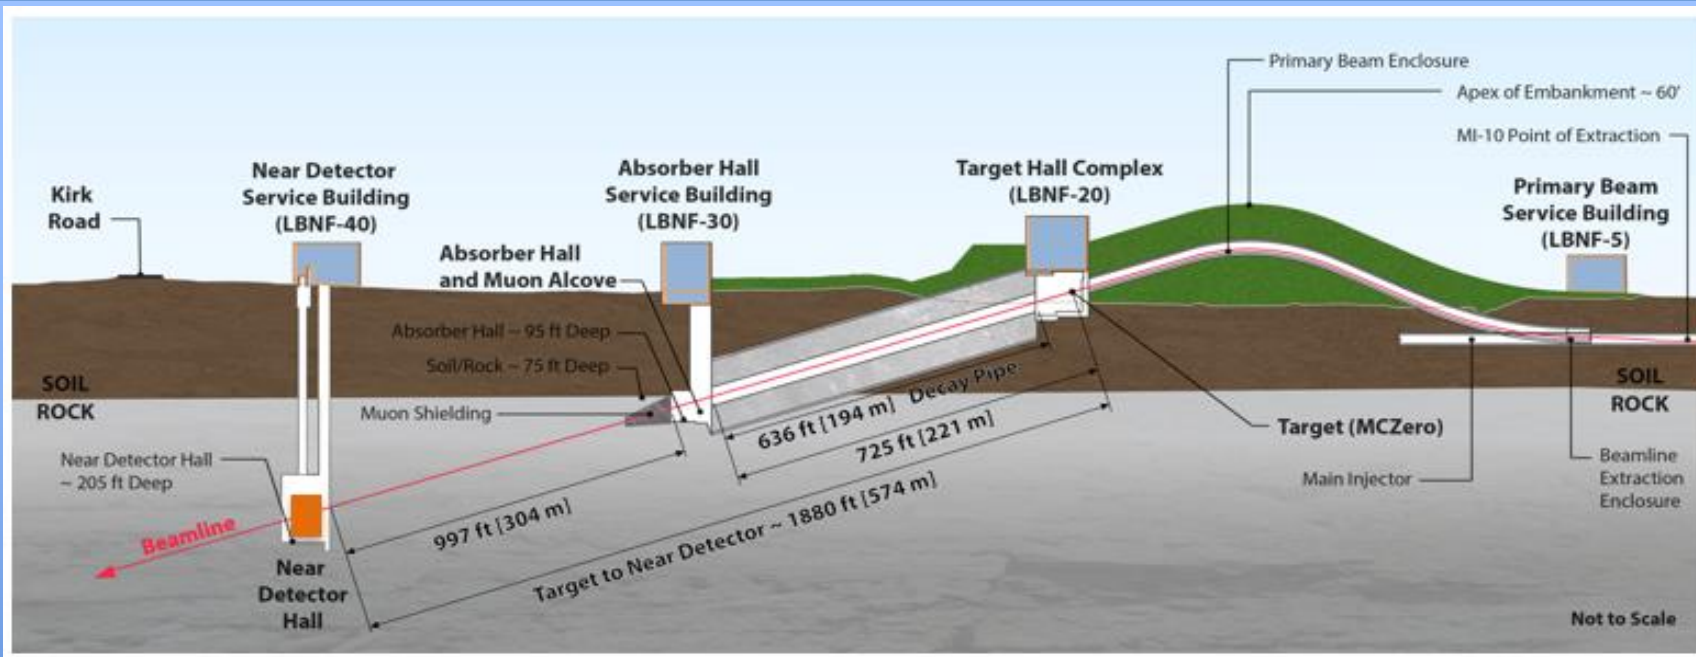 Primary Beam Enclosure
Apex of Embankment ~ 60'
MI-10 Point of Extraction
Near Detector
Service Building
(LBNF-40)
Absorber Hall
Service Building
(LBNF-30)
Target Hall Complex
(LBNF-20)
Primary Beam
Service Building
(LBNF-5)
Kirk
Road
Absorber Hall
and Muon Alcove
Absorber Hall ~ 95 ft Deep
Soil/Rock ~ 75 ft Deep
Muon Shielding
SOIL
ROCK
SOIL
ROCK
636 ft [194 m] Decay Pipe
725 ft [221 m]
Target (MCZero)
Main Injector
Beamline
Extraction
Enclosure
Near Detector Hall
~ 205 ft Deep
997 ft [304 m]
Target to Near Detector ~ 1880 ft [574 m]
Beamline
Near
Detector
Hall
Not to Scale